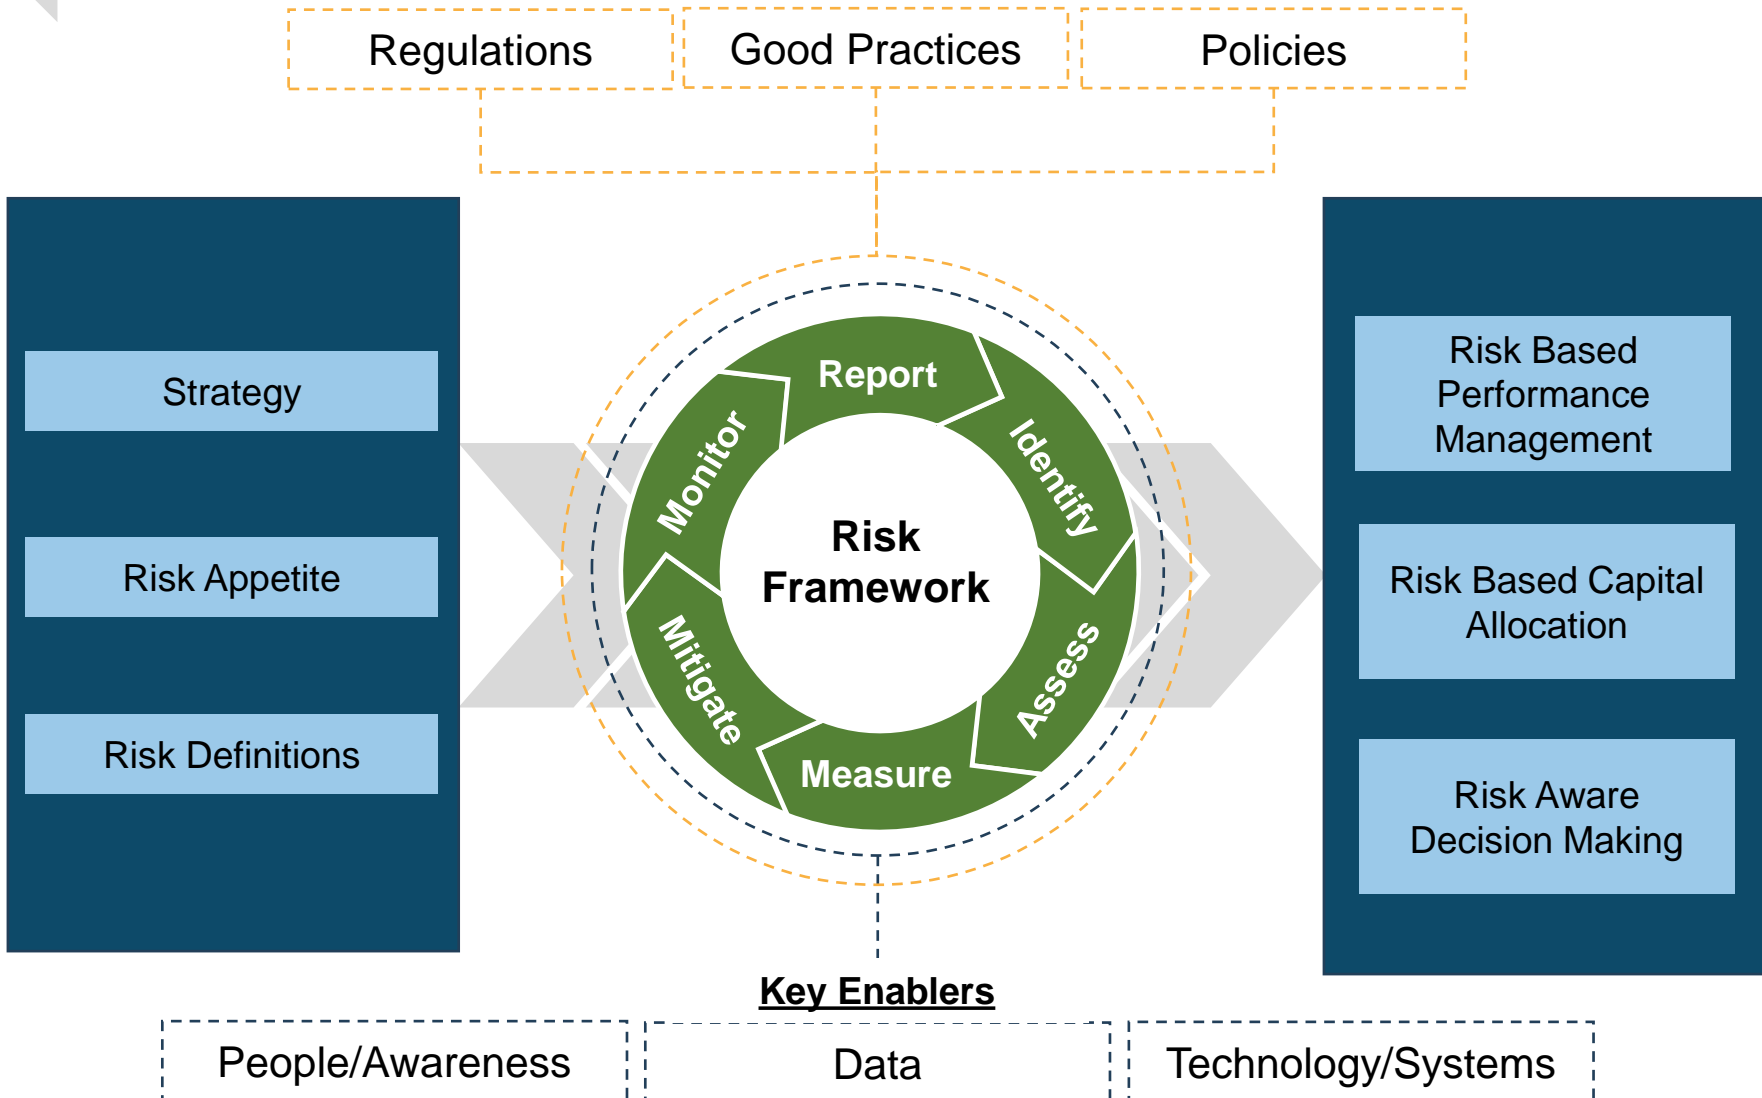 Regulations
Good Practices
Policies
Strategy
Risk Appetite
Risk Definitions
Report
Identify
Assess
Measure
Mitigate
Monitor
Risk
Framework
Risk Based
Performance
Management
Risk Based Capital
Allocation
Risk Aware
Decision Making
Key Enablers
People/Awareness
Data
Technology/Systems